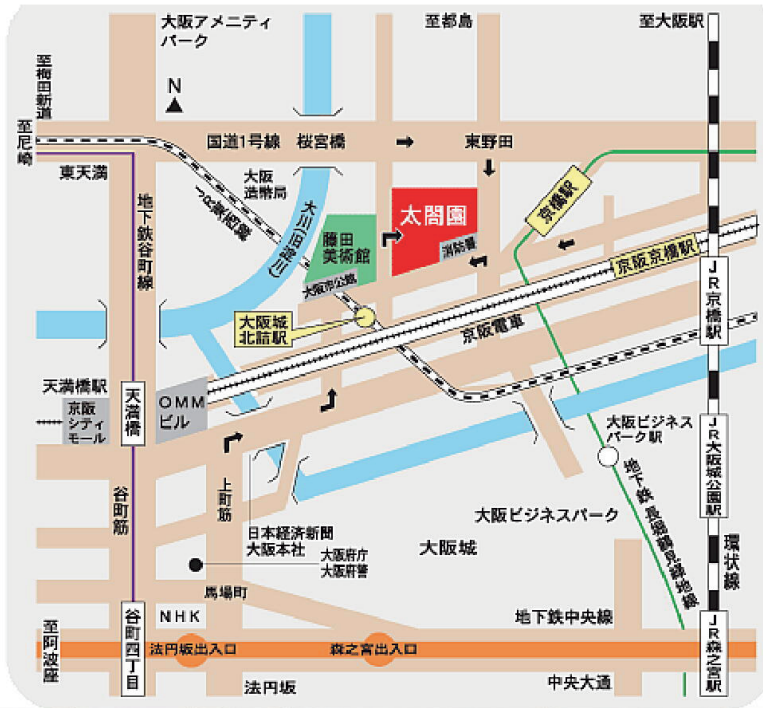 大阪アメニティ
パーク
至都島
至大阪駅
至梅田新道
N
至尼崎
国道1号線
桜宮橋
東野田
東天満
大阪
造幣局
JR東西線
大川(旧淀川)
地下鉄谷町線
藤田
美術館
太閤園
消防署
京橋駅
大阪市公館
京阪京橋駅
JR京橋駅
大阪城
北詰駅
京阪電車
天満橋駅
京阪
シティ
モール
天満橋
OMM
ビル
大阪ビジネス
パーク駅
JR大阪城公園駅
谷町筋
上町筋
日本経済新聞
大阪本社
大阪ビジネスパーク
地下鉄 長堀鶴見緑地線
大阪城
大阪府庁
大阪府警
環状線
馬場町
NHK
地下鉄中央線
至阿波座
谷町四丁目
法円坂出入口
森之宮出入口
JR森之宮駅
法円坂
中央大通